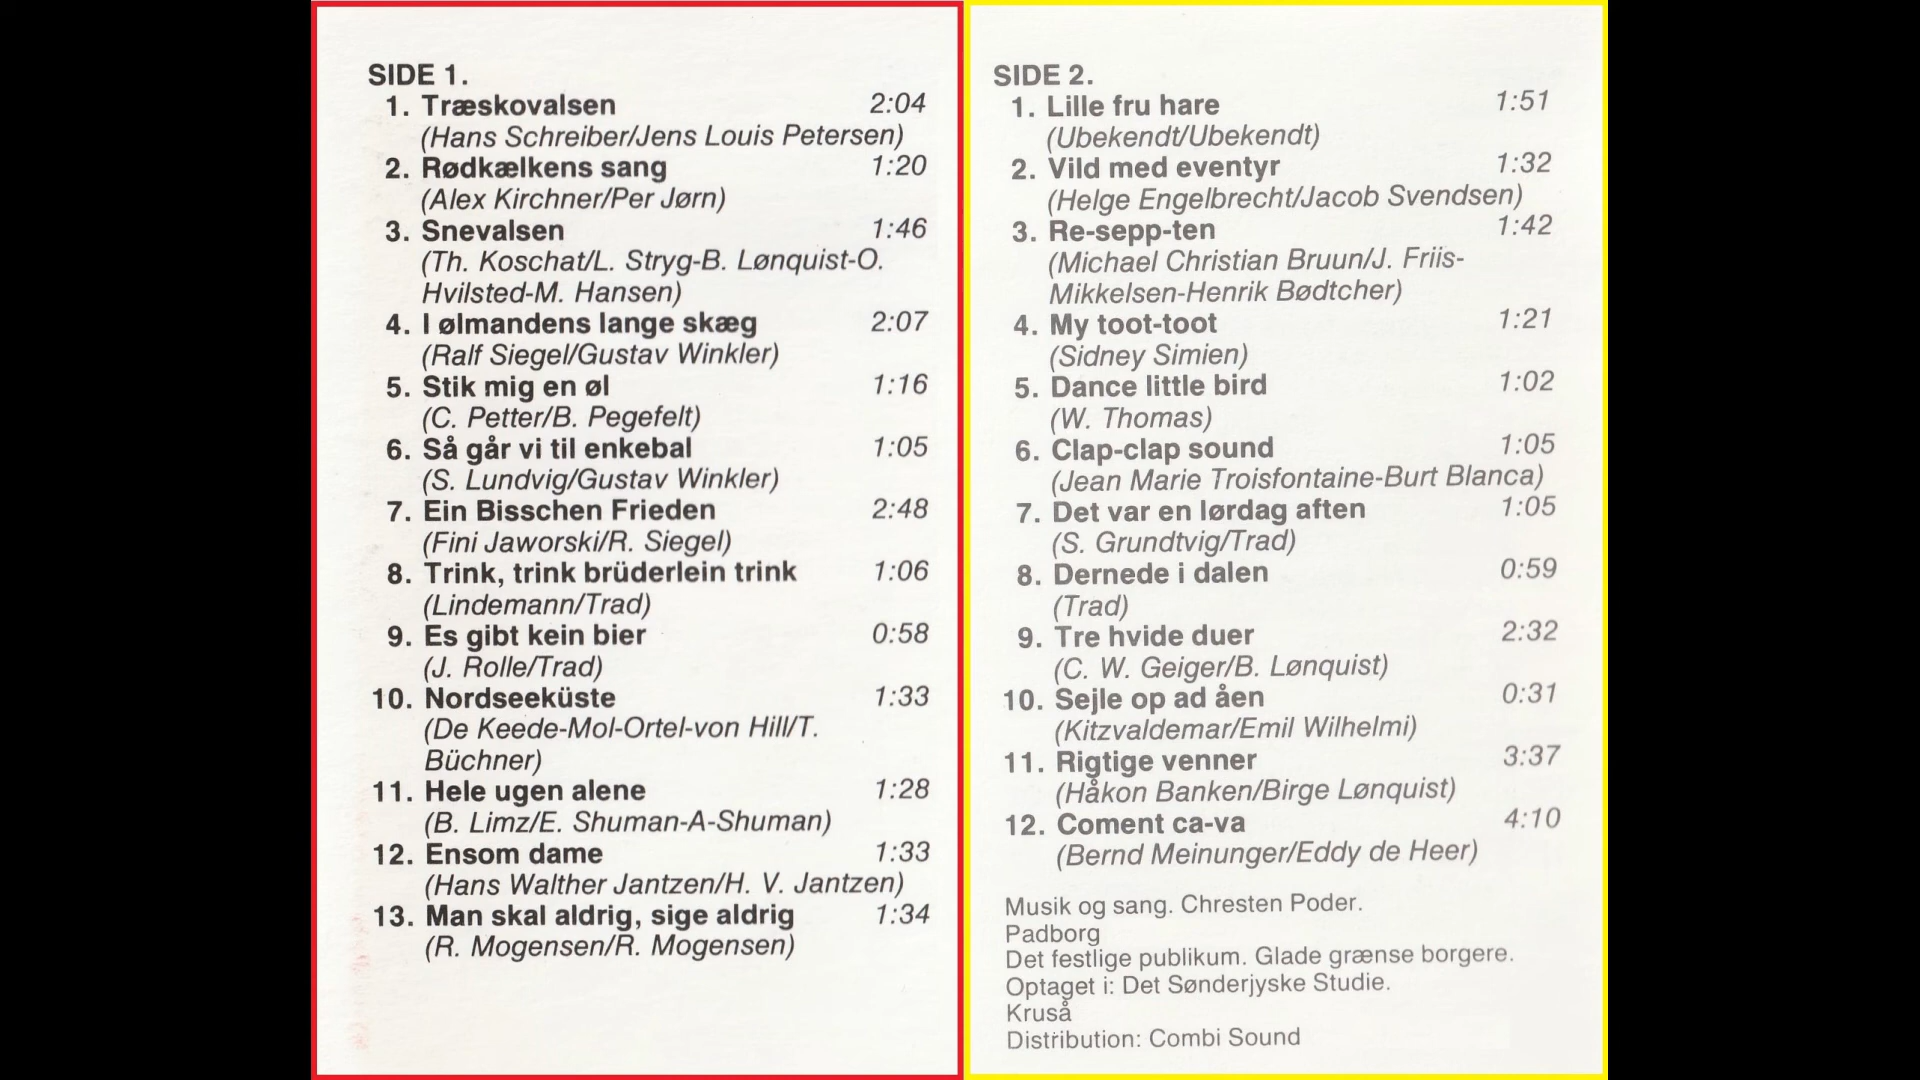 SIDE 1.
1. Træskovalsen 2:04
(Hans Schreiber/Jens Louis Petersen)
2. Rødkælkens sang 1:20
(Alex Kirchner/Per Jørn)
3. Snevalsen 1:46
(Th. Koschat/L. Stryg-B. Lønquist-O.
Hvilsted-M. Hansen)
4. I ølmandens lange skæg 2:07
(Ralf Siegel/Gustav Winkler)
5. Stik mig en øl 1:16
(C. Petter/B. Pegefelt)
6. Så går vi til enkebal 1:05
(S. Lundvig/Gustav Winkler)
7. Ein Bisschen Frieden 2:48
(Fini Jaworski/R. Siegel)
8. Trink, trink brüderlein trink 1:06
(Lindemann/Trad)
9. Es gibt kein bier 0:58
(J. Rolle/Trad)
10. Nordseeküste 1:33
(De Keede-Mol-Ortel-von Hill/T.
Büchner)
11. Hele ugen alene 1:28
(B. Limz/E. Shuman-A-Shuman)
12. Ensom dame 1:33
(Hans Walther Jantzen/H. V. Jantzen)
13. Man skal aldrig, sige aldrig 1:34
(R. Mogensen/R. Mogensen)
SIDE 2.
1. Lille fru hare 1:51
(Ubekendt/Ubekendt)
2. Vild med eventyr 1:32
(Helge Engelbrecht/Jacob Svendsen)
3. Re-sepp-ten 1:42
(Michael Christian Bruun/J. Friis-
Mikkelsen-Henrik Bødtcher)
4. My toot-toot 1:21
(Sidney Simien)
5. Dance little bird 1:02
(W. Thomas)
6. Clap-clap sound 1:05
(Jean Marie Troisfontaine-Burt Blanca)
7. Det var en lørdag aften 1:05
(S. Grundtvig/Trad)
8. Dernede i dalen 0:59
(Trad)
9. Tre hvide duer 2:32
(C. W. Geiger/B. Lønquist)
10. Sejle op ad åen 0:31
(Kitzvaldemar/Emil Wilhelmi)
11. Rigtige venner 3:37
(Håkon Banken/Birge Lønquist)
12. Coment ca-va 4:10
(Bernd Meinunger/Eddy de Heer)
Musik og sang. Chresten Poder.
Padborg
Det festlige publikum. Glade grænse borgere.
Optaget i: Det Sønderjyske Studie.
Kruså
Distribution: Combi Sound